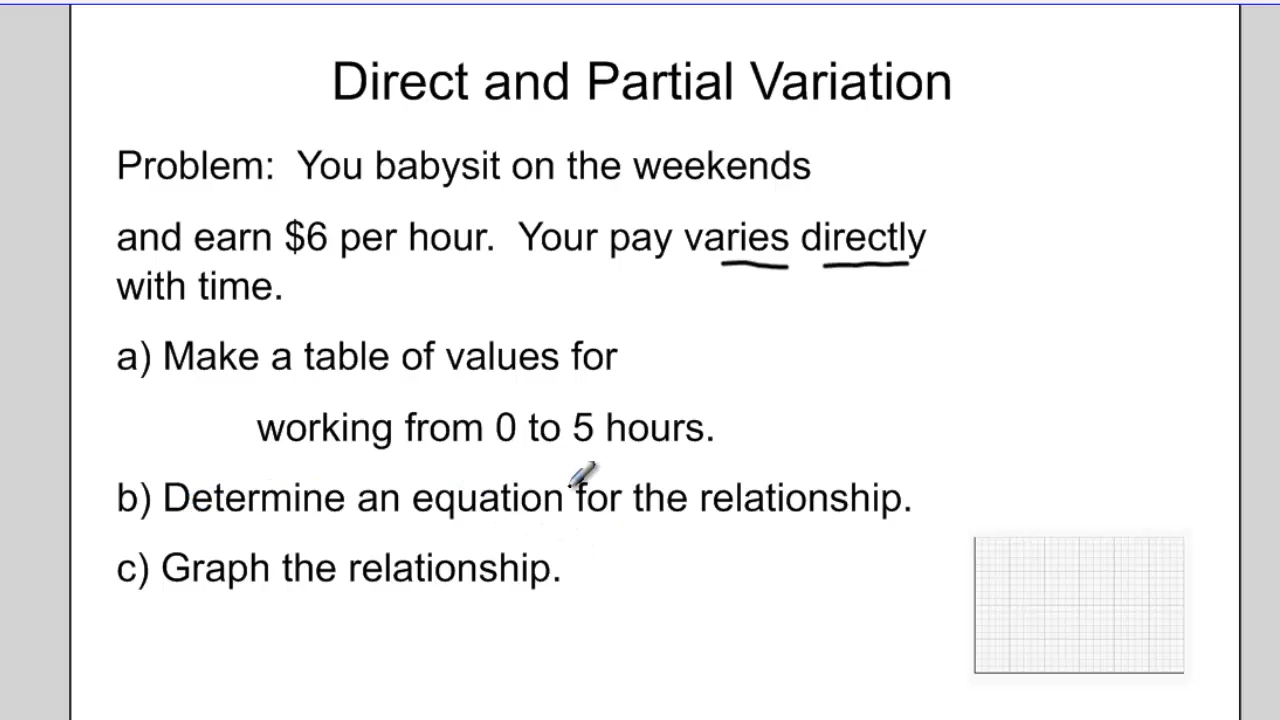 Direct and Partial Variation
Problem: You babysit on the weekends
and earn $6 per hour. Your pay varies directly
with time.
a) Make a table of values for
working from 0 to 5 hours.
b) Determine an equation for the relationship.
c) Graph the relationship.